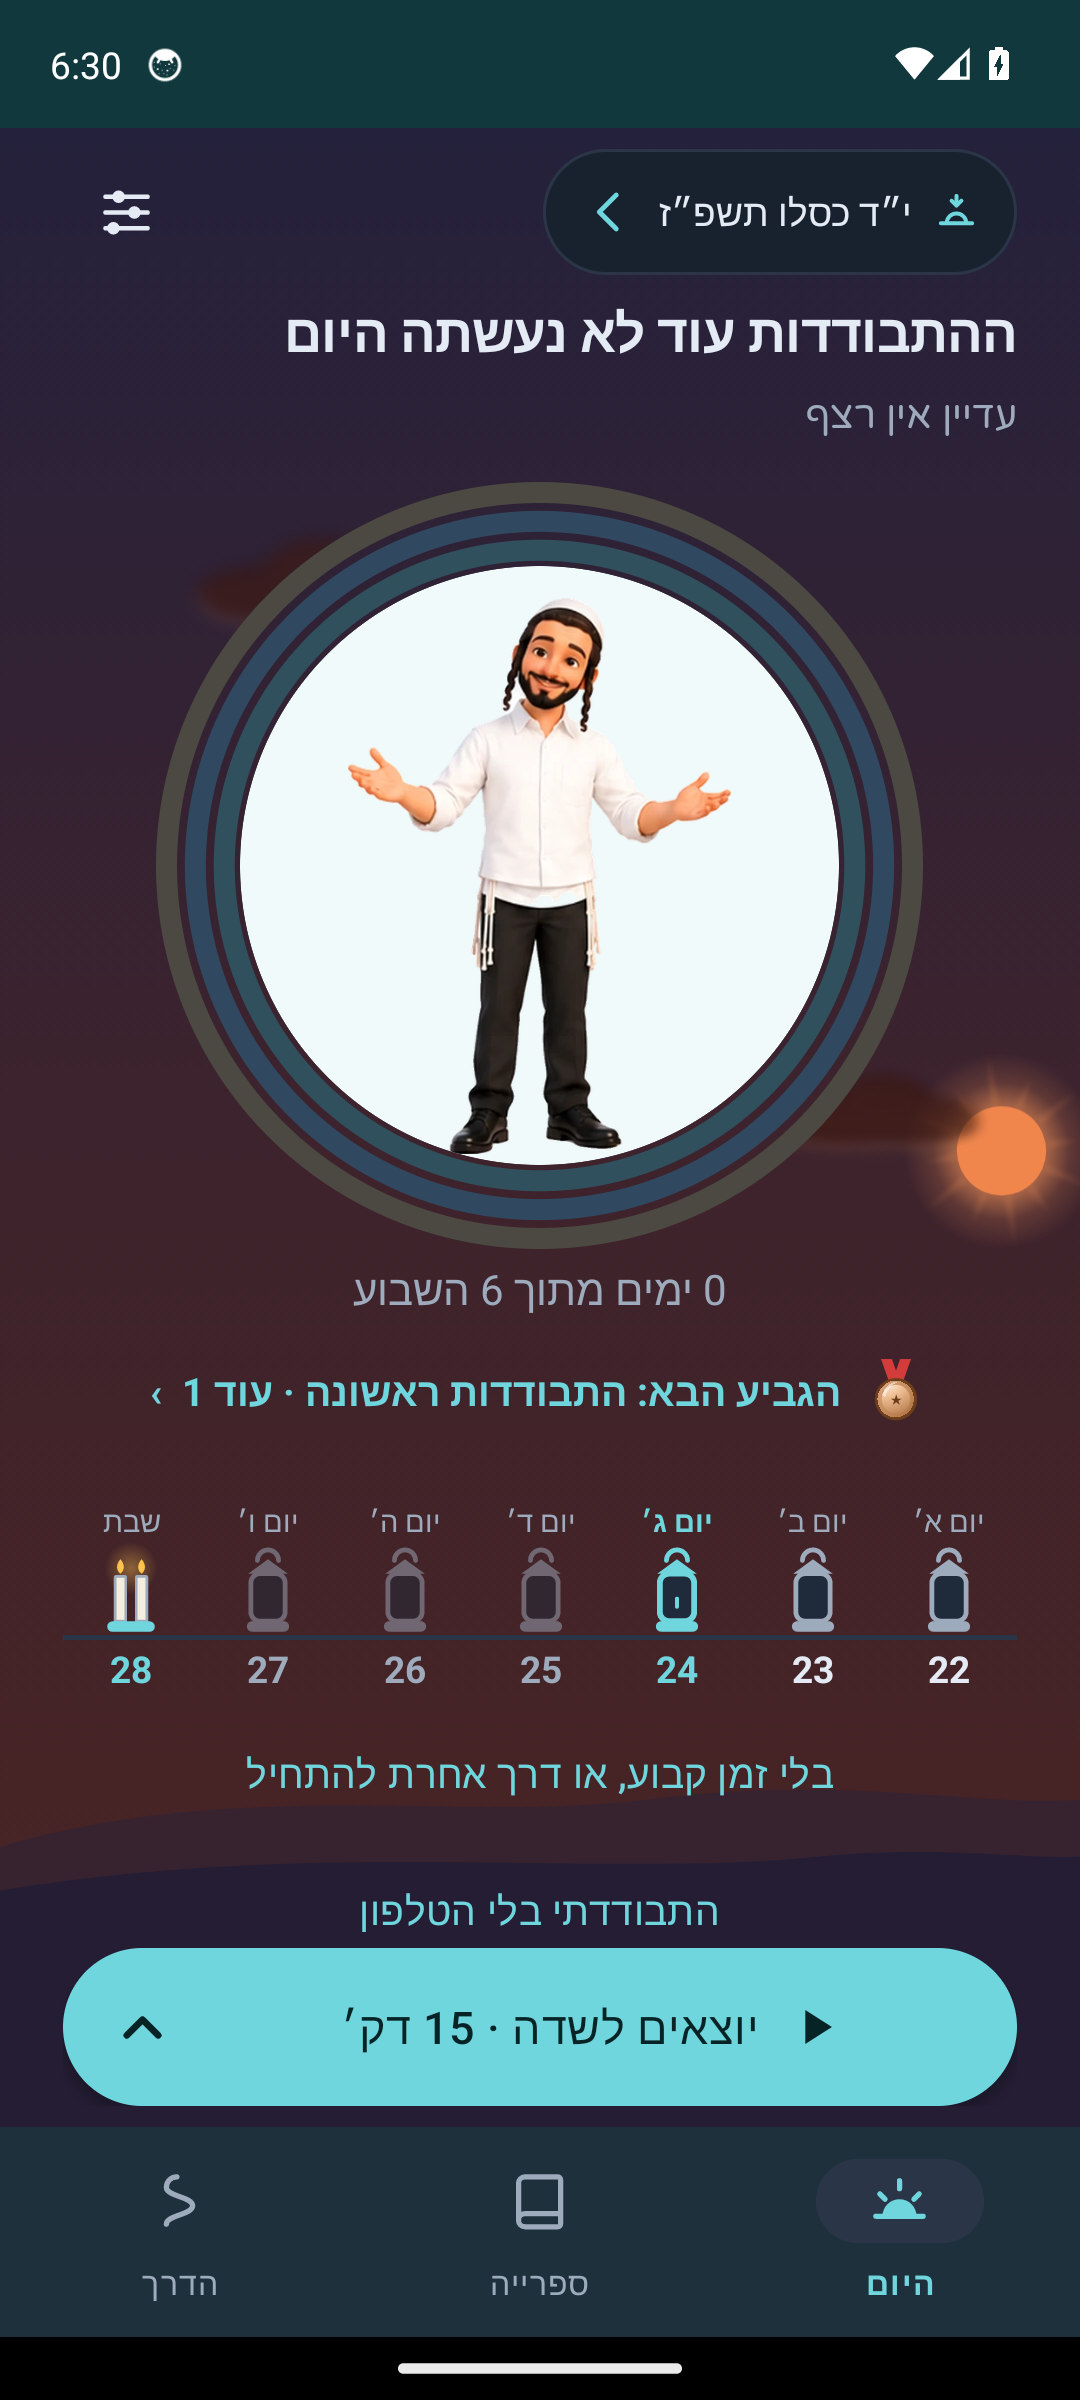 6:30
י״ד כסלו תשפ״ז
ההתבודדות עוד לא נעשתה היום
עדיין אין רצף
0 ימים מתוך 6 השבוע
הגביע הבא: התבודדות ראשונה · עוד 1 ›
יום א׳ יום ב׳ יום ג׳ יום ד׳ יום ה׳ יום ו׳ שבת
22 23 24 25 26 27 28
בלי זמן קבוע, או דרך אחרת להתחיל
התבודדתי בלי הטלפון
יוצאים לשדה · 15 דק׳
היום ספרייה הדרך